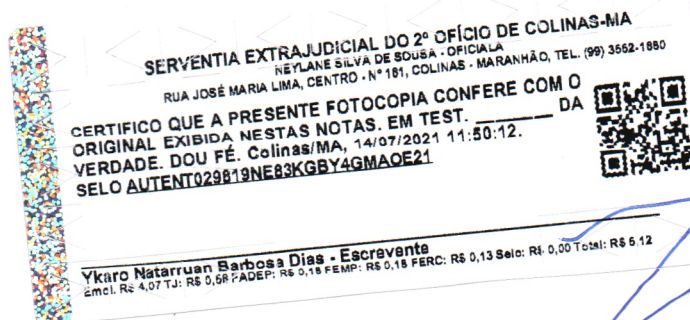 SERVENTIA EXTRAJUDICIAL DO 2º OFÍCIO DE COLINAS-MA
NEYLANE SILVA DE SOUSA - OFICIALA
RUA JOSÉ MARIA LIMA, CENTRO - Nº 181, COLINAS - MARANHÃO, TEL. (99) 3552-1880
CERTIFICO QUE A PRESENTE FOTOCOPIA CONFERE COM O
ORIGINAL EXIBIDA NESTAS NOTAS. EM TEST. ________ DA
VERDADE. DOU FÉ. Colinas/MA, 14/07/2021 11:50:12.
SELO AUTENT029819NE83KGBY4GMAOE21
Ykaro Natarruan Barbosa Dias - Escrevente
Emol. R$ 4,07 TJ: R$ 0,58 FADEP: R$ 0,18 FEMP: R$ 0,18 FERC: R$ 0,13 Selo: R$ 0,00 Total: R$ 5,12